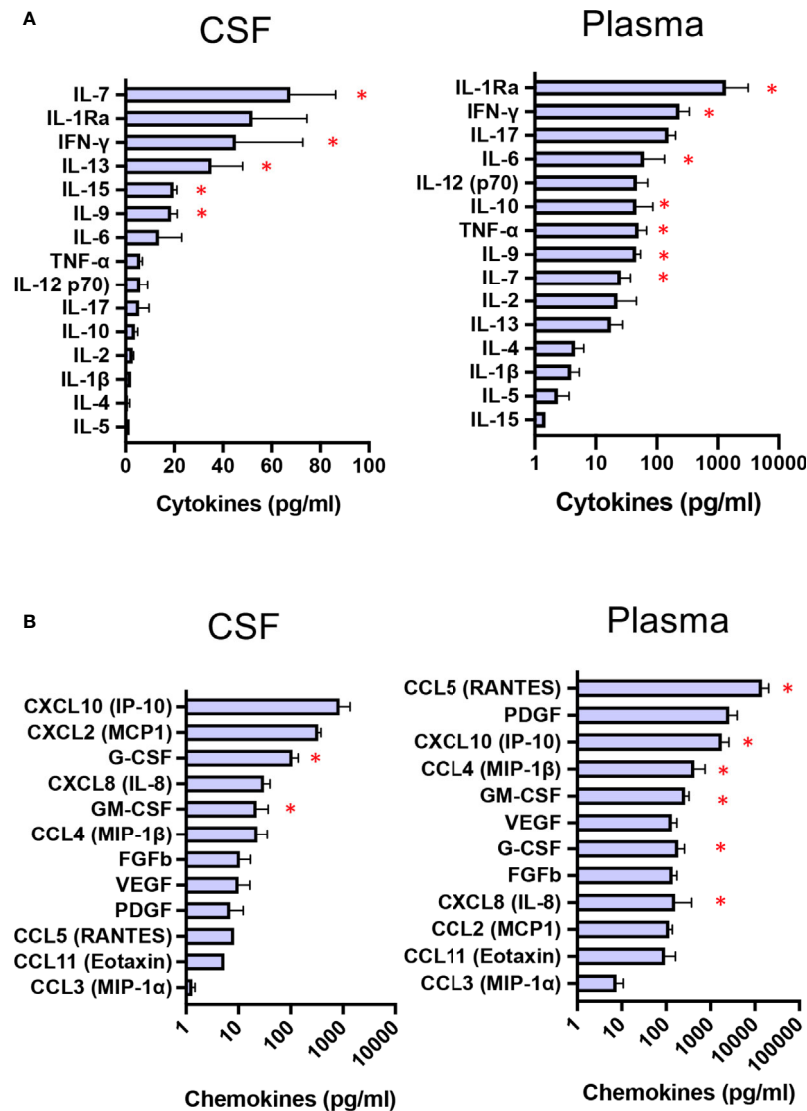 A
CSF
Plasma
IL-7
*
IL-1Ra
IFN-γ
*
IL-13
*
IL-15
*
IL-9
*
IL-6
TNF-α
IL-12 p70)
IL-17
IL-10
IL-2
IL-1β
IL-4
IL-5
0
20
40
60
80
100
Cytokines (pg/ml)
IL-1Ra
*
IFN-γ
*
IL-17
IL-6
*
IL-12 (p70)
IL-10
*
TNF-α
*
IL-9
*
IL-7
*
IL-2
IL-13
IL-4
IL-1β
IL-5
IL-15
1
10
100
1000
10000
Cytokines (pg/ml)
B
CSF
Plasma
CXCL10 (IP-10)
CXCL2 (MCP1)
G-CSF
*
CXCL8 (IL-8)
GM-CSF
*
CCL4 (MIP-1β)
FGFb
VEGF
PDGF
CCL5 (RANTES)
CCL11 (Eotaxin)
CCL3 (MIP-1α)
1
10
100
1000
10000
Chemokines (pg/ml)
CCL5 (RANTES)
*
PDGF
CXCL10 (IP-10)
*
CCL4 (MIP-1β)
*
GM-CSF
*
VEGF
G-CSF
*
FGFb
CXCL8 (IL-8)
*
CCL2 (MCP1)
CCL11 (Eotaxin)
CCL3 (MIP-1α)
1
10
100
1000
10000
100000
Chemokines (pg/ml)